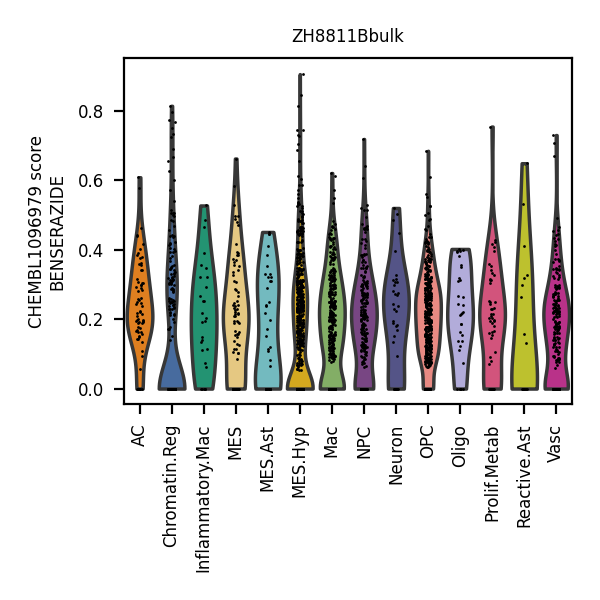 ZH8811Bbulk
CHEMBL1096979 score
BENSERAZIDE
0.8
0.6
0.4
0.2
0.0
AC
Chromatin.Reg
Inflammatory.Mac
MES
MES.Ast
MES.Hyp
Mac
NPC
Neuron
OPC
Oligo
Prolif.Metab
Reactive.Ast
Vasc